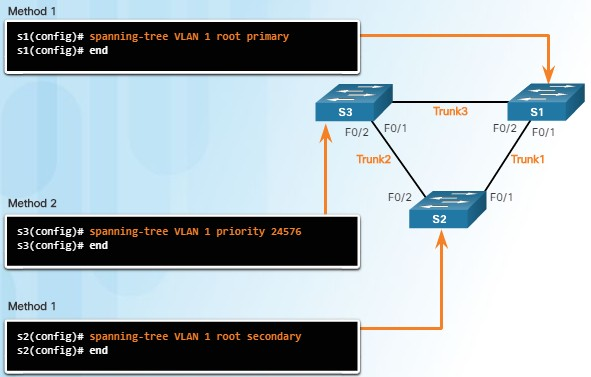 Method 1
s1(config)# spanning-tree VLAN 1 root primary
s1(config)# end
S3
Trunk3
S1
F0/2
F0/1
F0/2
F0/1
Trunk2
Trunk1
F0/2
F0/1
S2
Method 2
s3(config)# spanning-tree VLAN 1 priority 24576
s3(config)# end
Method 1
s2(config)# spanning-tree VLAN 1 root secondary
s2(config)# end